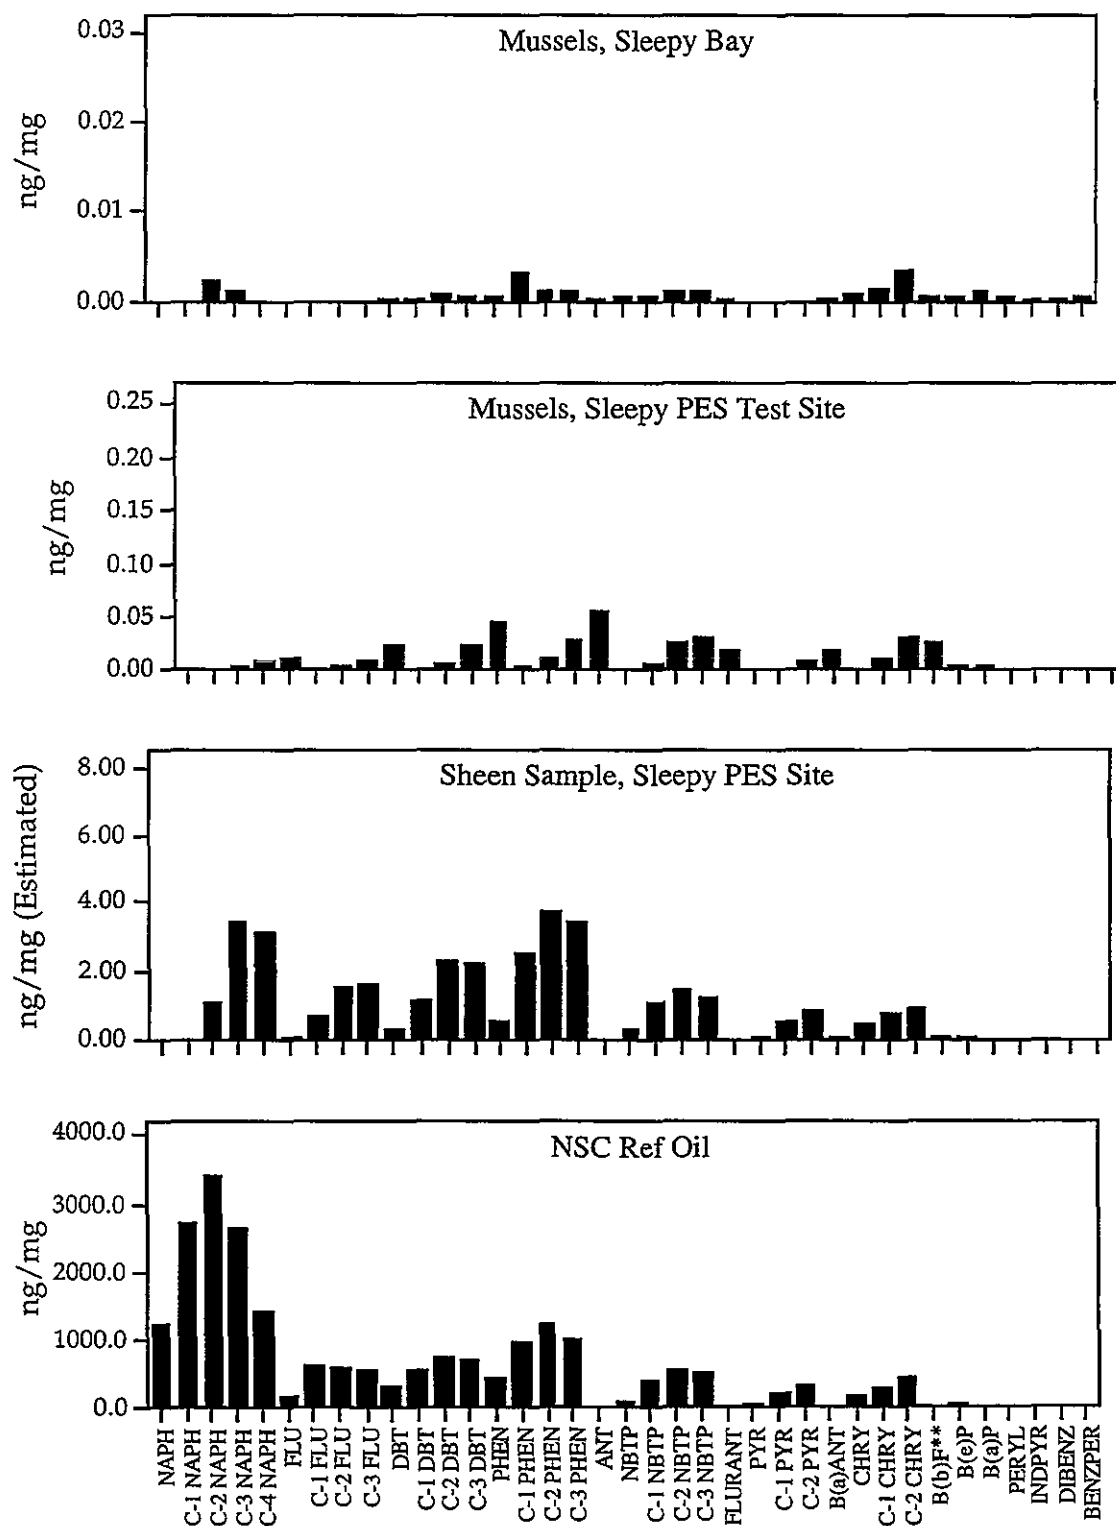 Mussels, Sleepy Bay
ng/mg
0.03
0.02
0.01
0.00
Mussels, Sleepy PES Test Site
ng/mg
0.25
0.20
0.15
0.10
0.05
0.00
Sheen Sample, Sleepy PES Site
ng/mg (Estimated)
8.00
6.00
4.00
2.00
0.00
NSC Ref Oil
ng/mg
4000.0
3000.0
2000.0
1000.0
0.0
NAPH
C-1 NAPH
C-2 NAPH
C-3 NAPH
C-4 NAPH
FLU
C-1 FLU
C-2 FLU
C-3 FLU
DBT
C-1 DBT
C-2 DBT
C-3 DBT
PHEN
C-1 PHEN
C-2 PHEN
C-3 PHEN
ANT
NBTP
C-1 NBTP
C-2 NBTP
C-3 NBTP
FLURANT
PYR
C-1 PYR
C-2 PYR
B(a)ANT
CHRY
C-1 CHRY
C-2 CHRY
B(b)F**
B(e)P
B(a)P
PERYL
INDPYR
DIBENZ
BENZPER